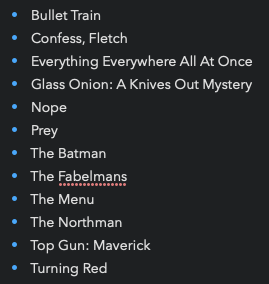 Bullet Train
Confess, Fletch
Everything Everywhere All At Once
Glass Onion: A Knives Out Mystery
Nope
Prey
The Batman
The Fabelmans
The Menu
The Northman
Top Gun: Maverick
Turning Red